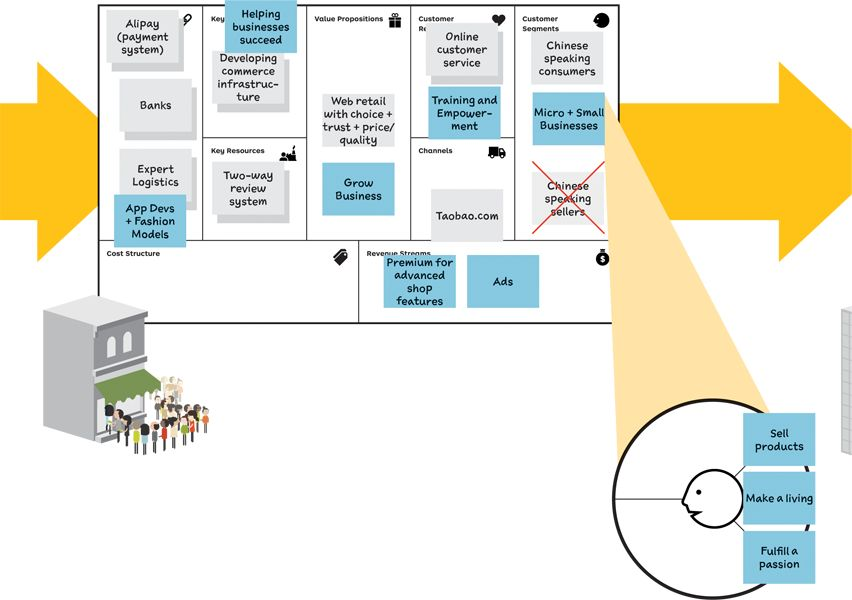 Alipay
(payment
system)
Banks
Expert
Logistics
App Devs
+ Fashion
Models
Key
Helping
businesses
succeed
Developing
commerce
infrastruc-
ture
Key Resources
Two-way
review
system
Value Propositions
Web retail
with choice +
trust + price/
quality
Grow
Business
Customer
Re
Online
customer
service
Training and
Empower-
ment
Channels
Taobao.com
Customer
Segments
Chinese
speaking
consumers
Micro + Small
Businesses
Chinese
speaking
sellers
Cost Structure
Revenue Streams
Premium for
advanced
shop
features
Ads
$
Sell
products
Make a living
Fulfill a
passion